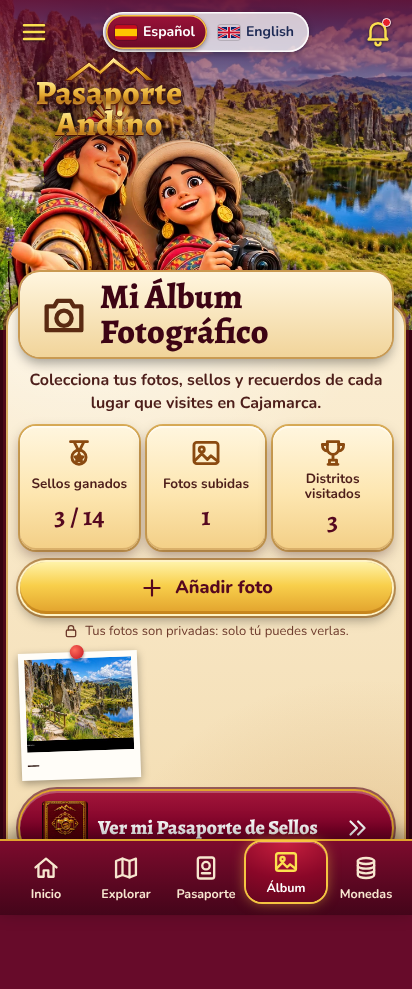 Español
English
Pasaporte
Andino
Mi Álbum
Fotográfico
Colecciona tus fotos, sellos y recuerdos de cada
lugar que visites en Cajamarca.
Sellos ganados
3 / 14
Fotos subidas
1
Distritos
visitados
3
Añadir foto
Tus fotos son privadas: solo tú puedes verlas.
Ver mi Pasaporte de Sellos
Inicio
Explorar
Pasaporte
Álbum
Monedas